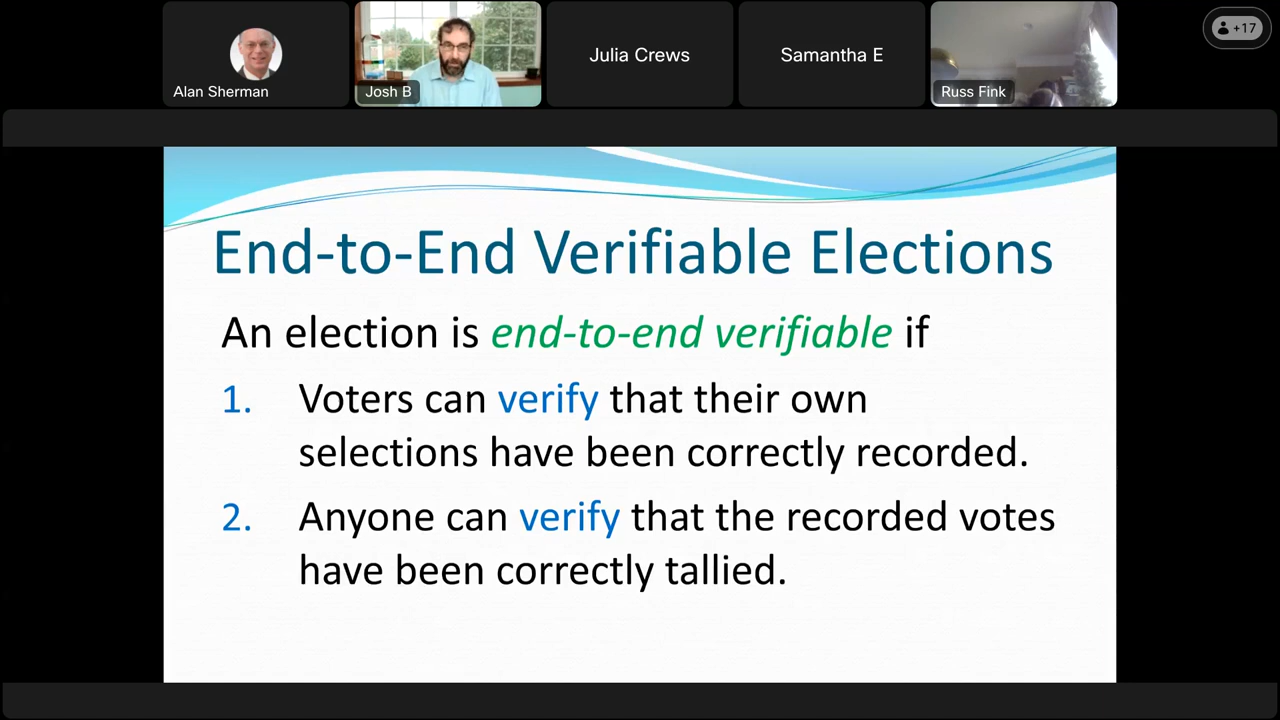 Alan Sherman
Josh B
Julia Crews
Samantha E
Russ Fink
+17
End-to-End Verifiable Elections
An election is end-to-end verifiable if
1. Voters can verify that their own
selections have been correctly recorded.
2. Anyone can verify that the recorded votes
have been correctly tallied.